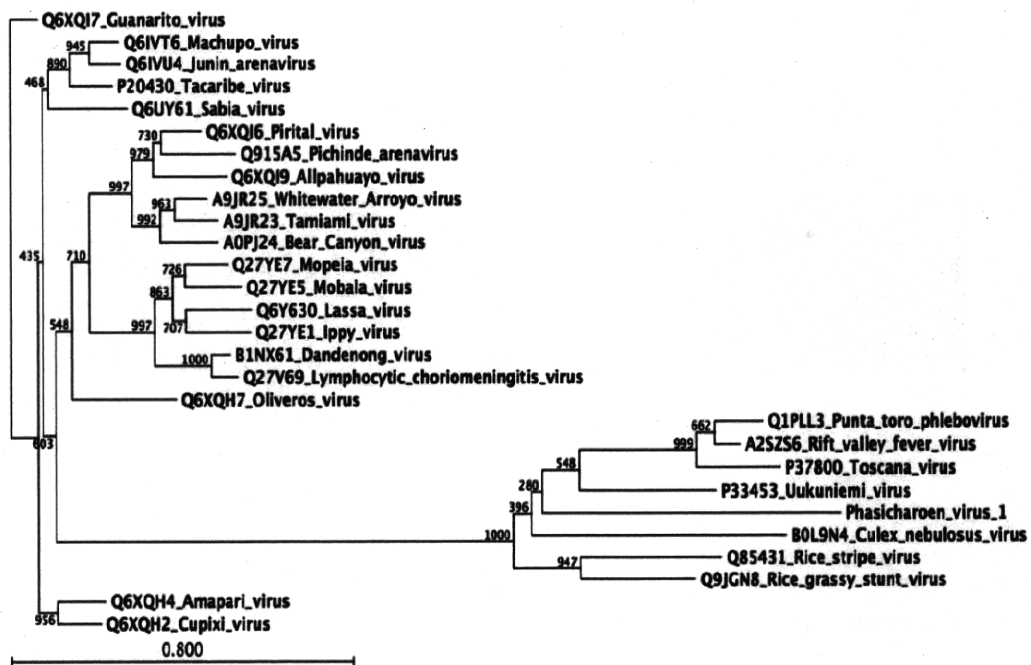 Q6XQI7_Guanarito_virus
945 Q6IVT6_Machupo_virus
890 Q6IVU4_Junin_arenavirus
468 P20430_Tacaribe_virus
Q6UY61_Sabia_virus
730 Q6XQI6_Pirital_virus
979 Q915A5_Pichinde_arenavirus
997 Q6XQI9_Allpahuayo_virus
963 A9JR25_Whitewater_Arroyo_virus
992 A9JR23_Tamiami_virus
A0PJ24_Bear_Canyon_virus
435 710 726 Q27YE7_Mopeia_virus
863 Q27YE5_Mobala_virus
Q6Y630_Lassa_virus
548 997 707 Q27YE1_Ippy_virus
1000 B1NX61_Dandenong_virus
Q27V69_Lymphocytic_choriomeningitis_virus
Q6XQH7_Oliveros_virus
662 Q1PLL3_Punta_toro_phlebovirus
603 999 A2SZS6_Rift_valley_fever_virus
548 P37800_Toscana_virus
280 P33453_Uukuniemi_virus
396 Phasicharoen_virus_1
1000 B0L9N4_Culex_nebulosus_virus
947 Q85431_Rice_stripe_virus
Q9JGN8_Rice_grassy_stunt_virus
Q6XQH4_Amapari_virus
956 Q6XQH2_Cupixi_virus
0.800